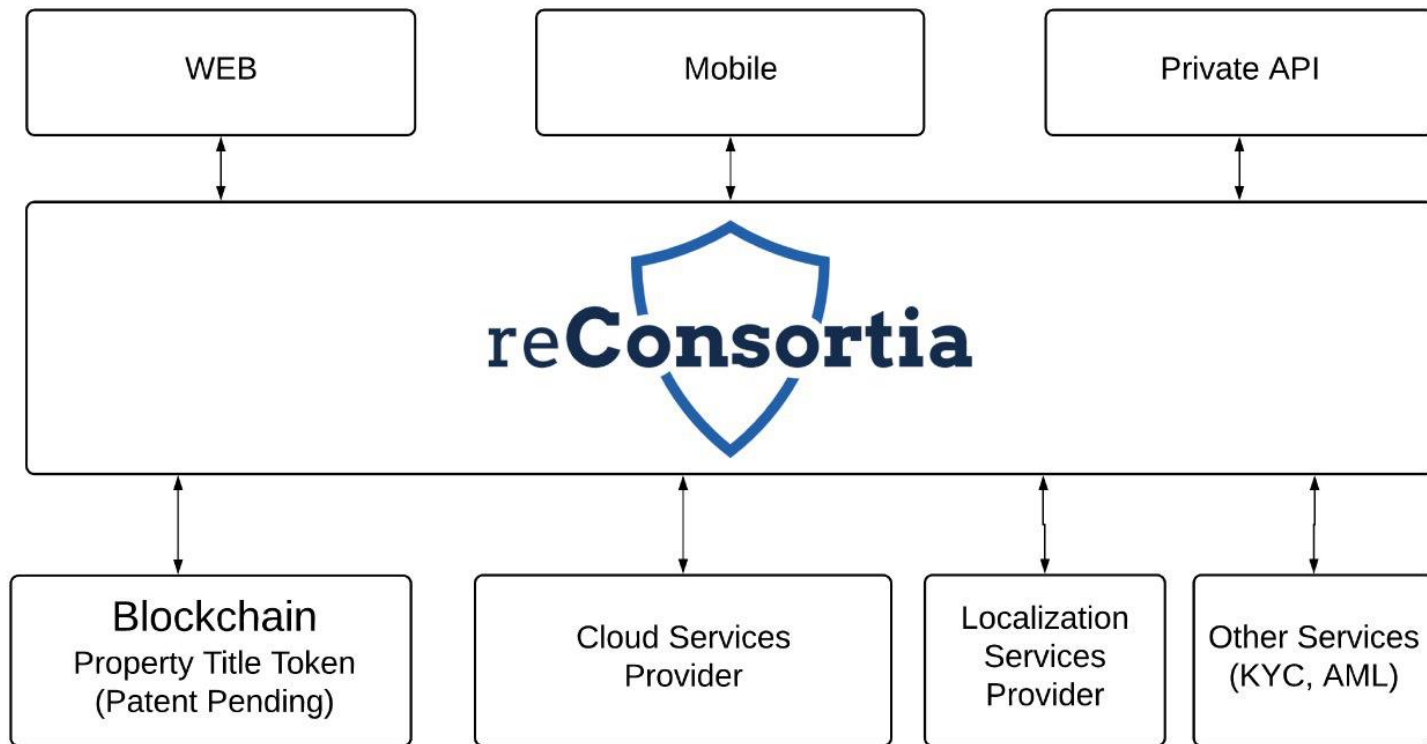 WEB
Mobile
Private API
reConsortia
Blockchain
Property Title Token
(Patent Pending)
Cloud Services
Provider
Localization
Services
Provider
Other Services
(KYC, AML)